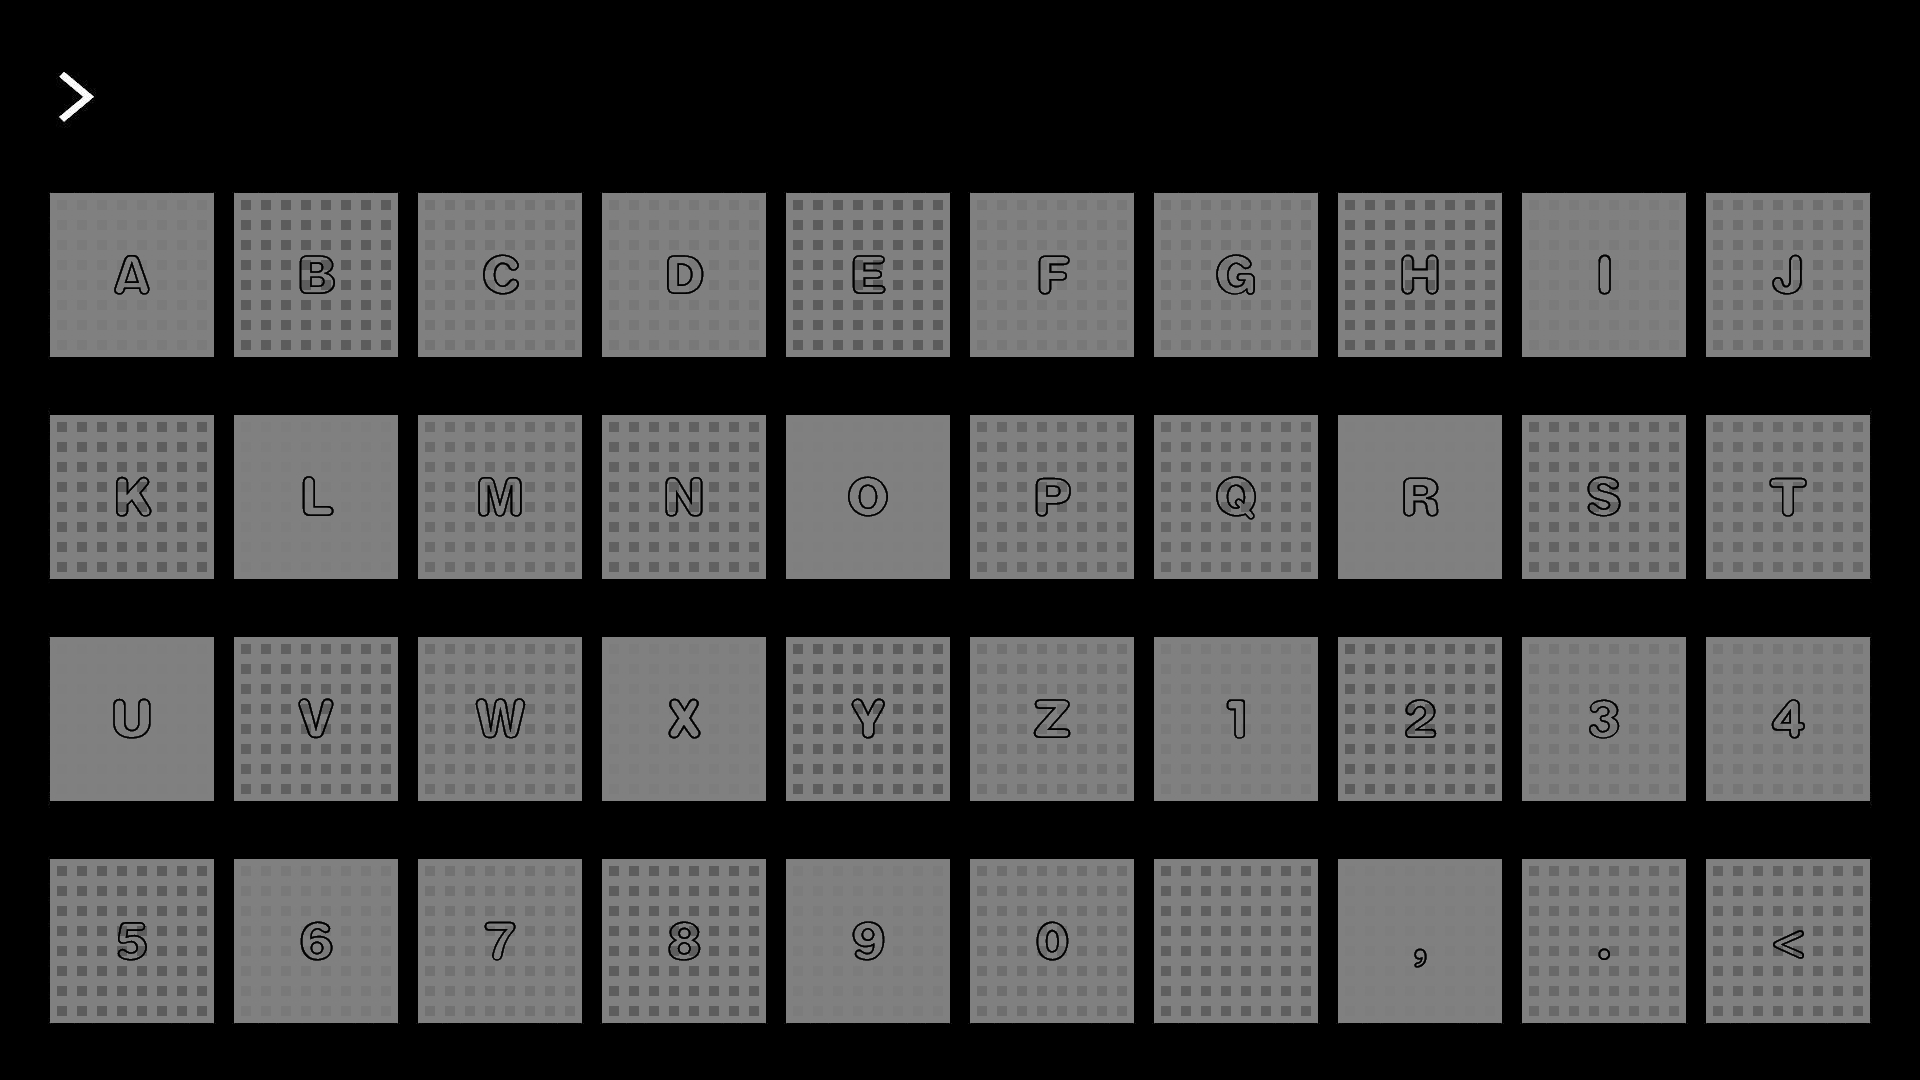 >
A B C D E F G H I J
K L M N O P Q R S T
U V W X Y Z 1 2 3 4
5 6 7 8 9 0 , . <